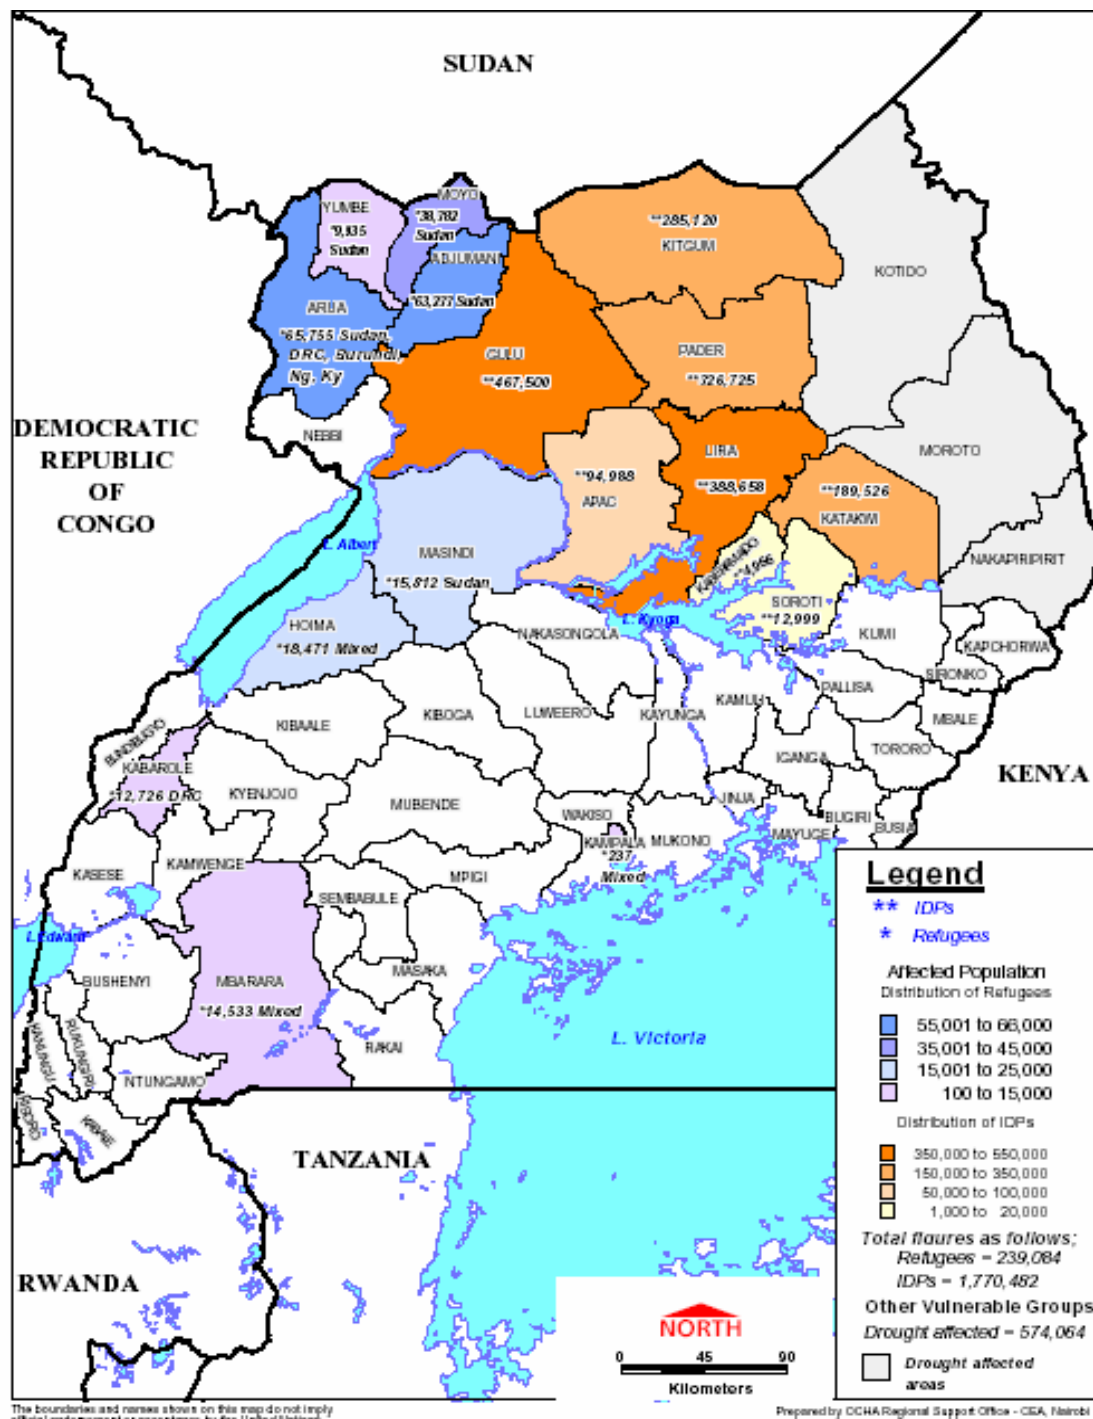 SUDAN
MOYO
*38,782
Sudan
YUMBE
*9,835
Sudan
ADJUMANI
*63,277 Sudan
**285,120
KITGUM
KOTIDO
ARUA
*65,755 Sudan,
DRC, Burundi,
Ng, Ky
GULU
**467,500
PADER
**326,725
DEMOCRATIC
REPUBLIC
OF
CONGO
NEBBI
LIRA
**388,658
MOROTO
**94,988
APAC
**189,526
KATAKWI
L. Albert
MASINDI
*15,812 Sudan
KABERAMAIDO
NAKAPIRIPIRIT
SOROTI
**12,999
L. Kyoga
HOIMA
*18,471 Mixed
NAKASONGOLA
KUMI
KAPCHORWA
SIRONKO
PALLISA
KAMULI
KIBAALE
KIBOGA
LUWEERO
KAYUNGA
MBALE
TORORO
IGANGA
BUNDIBUGYO
KABAROLE
*12,726 DRC
KYENJOJO
MUBENDE
KENYA
JINJA
WAKISO
BUGIRI
BUSIA
MAYUGE
KAMPALA
*237
Mixed
MUKONO
KASESE
KAMWENGE
MPIGI
SEMBABULE
L. Edward
BUSHENYI
MBARARA
*14,533 Mixed
MASAKA
RAKAI
L. Victoria
KANUNGU
RUKUNGIRI
NTUNGAMO
KISORO
KABALE
TANZANIA
RWANDA
Legend
** IDPs
* Refugees
Affected Population
Distribution of Refugees
55,001 to 66,000
35,001 to 45,000
15,001 to 25,000
100 to 15,000
Distribution of IDPs
350,000 to 550,000
150,000 to 350,000
50,000 to 100,000
1,000 to 20,000
Total figures as follows;
Refugees = 239,084
IDPs = 1,770,482
Other Vulnerable Groups
Drought affected = 574,064
Drought affected
areas
NORTH
0 45 90
Kilometers
The boundaries and names shown on this map do not imply
Prepared by OCHA Regional Support Office - CEA, Nairobi